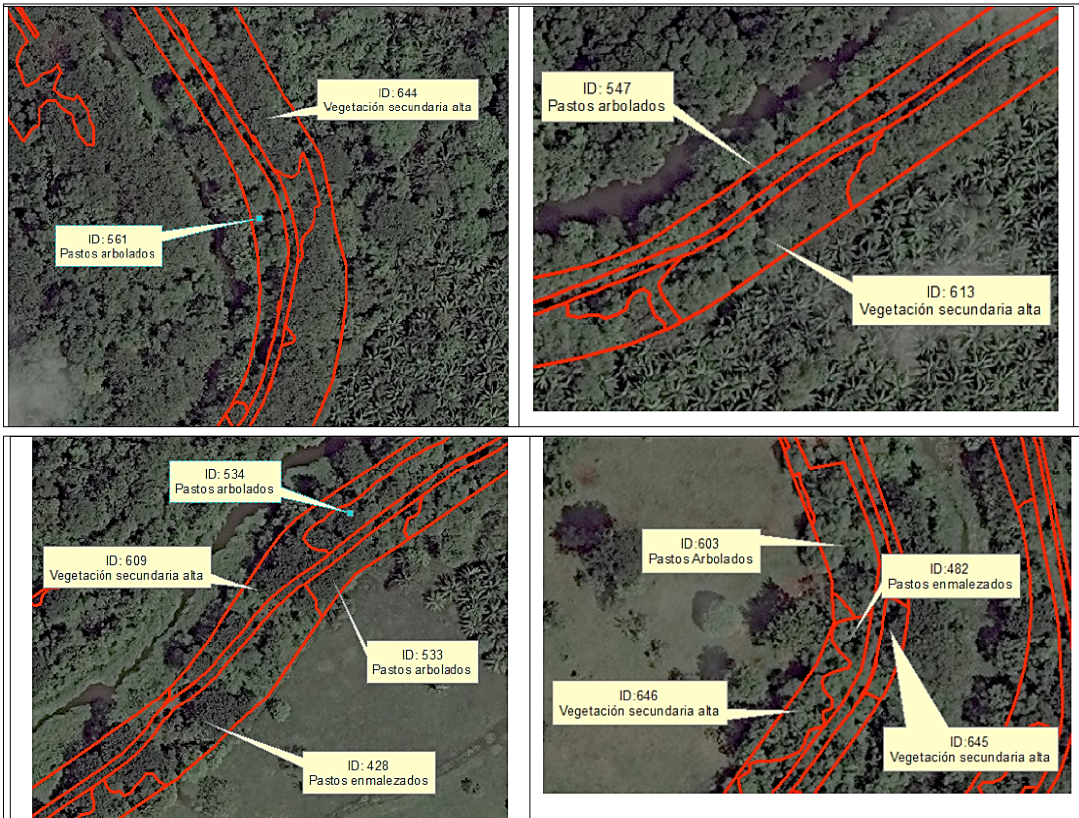 ID: 644
Vegetación secundaria alta
ID: 561
Pastos arbolados
ID: 547
Pastos arbolados
ID: 613
Vegetación secundaria alta
ID: 534
Pastos arbolados
ID: 609
Vegetación secundaria alta
ID: 533
Pastos arbolados
ID: 428
Pastos enmalezados
ID:603
Pastos Arbolados
ID:482
Pastos enmalezados
ID:646
Vegetación secundaria alta
ID:645
Vegetación secundaria alta